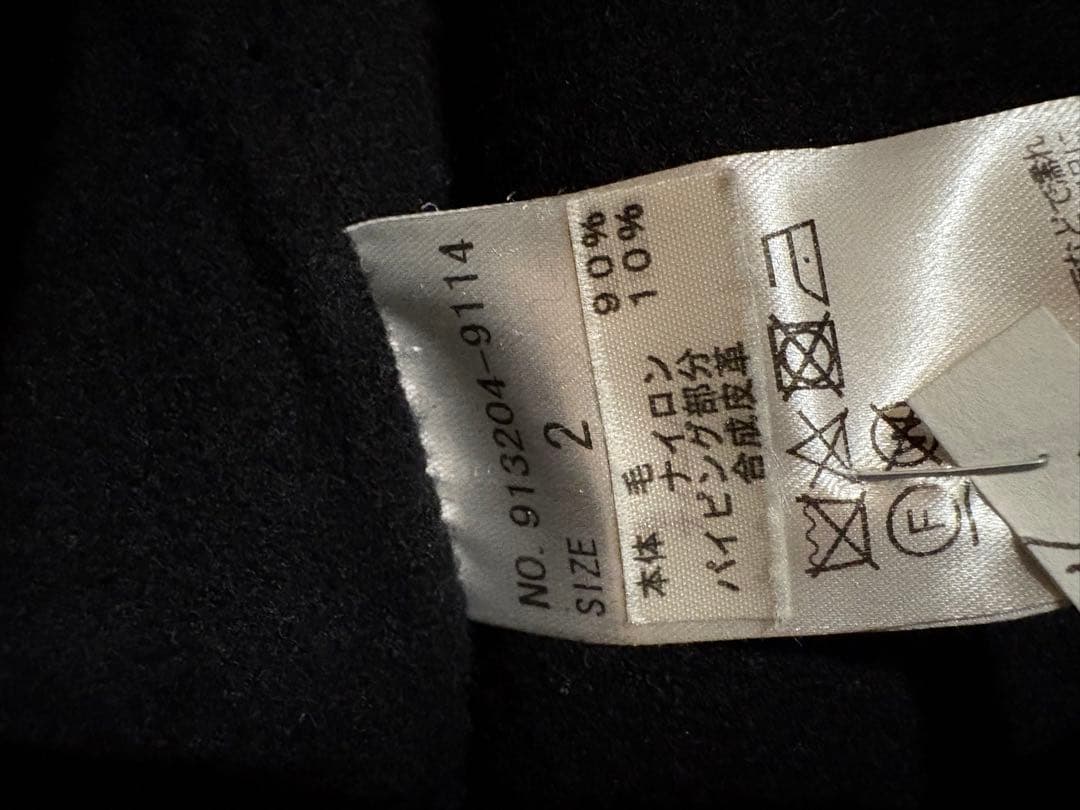 NO. 913204-9114
SIZE 2
本体 毛 90%
ナイロン 10%
パイピング部分
合成皮革
F
W